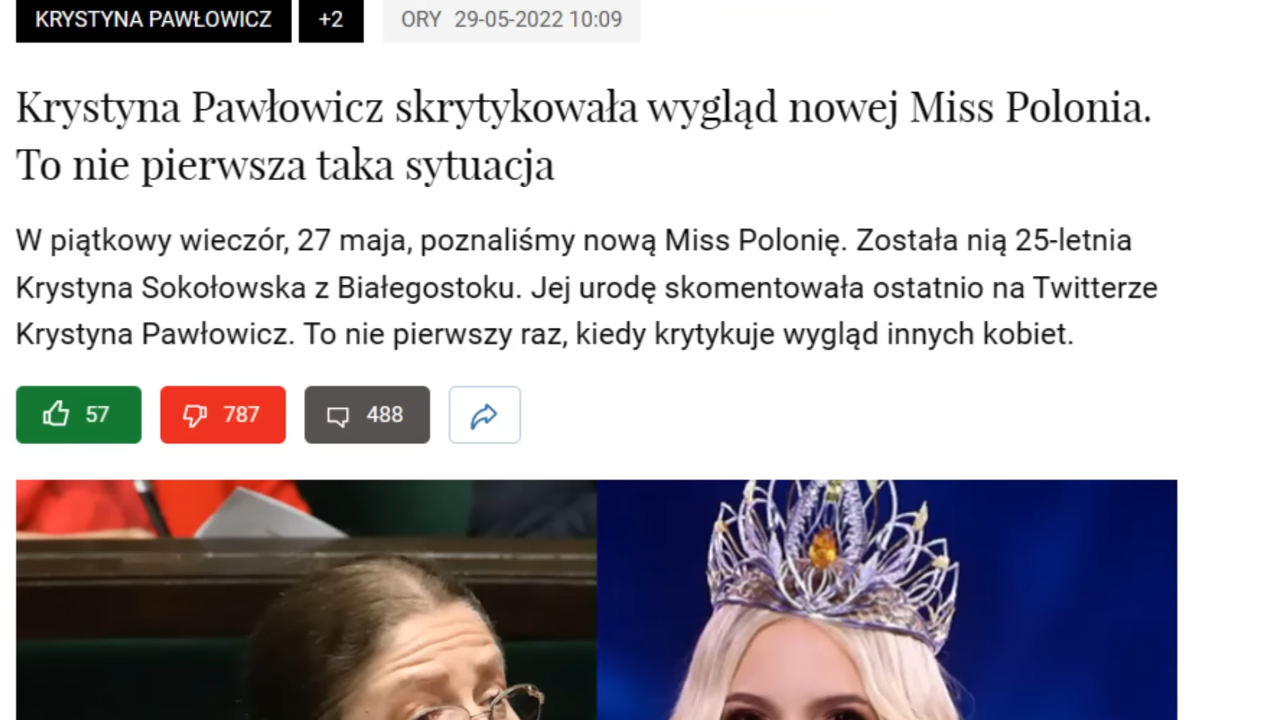 KRYSTYNA PAWŁOWICZ +2 ORY 29-05-2022 10:09
Krystyna Pawłowicz skrytykowała wygląd nowej Miss Polonia.
To nie pierwsza taka sytuacja
W piątkowy wieczór, 27 maja, poznaliśmy nową Miss Polonię. Została nią 25-letnia
Krystyna Sokołowska z Białegostoku. Jej urodę skomentowała ostatnio na Twitterze
Krystyna Pawłowicz. To nie pierwszy raz, kiedy krytykuje wygląd innych kobiet.
57 787 488